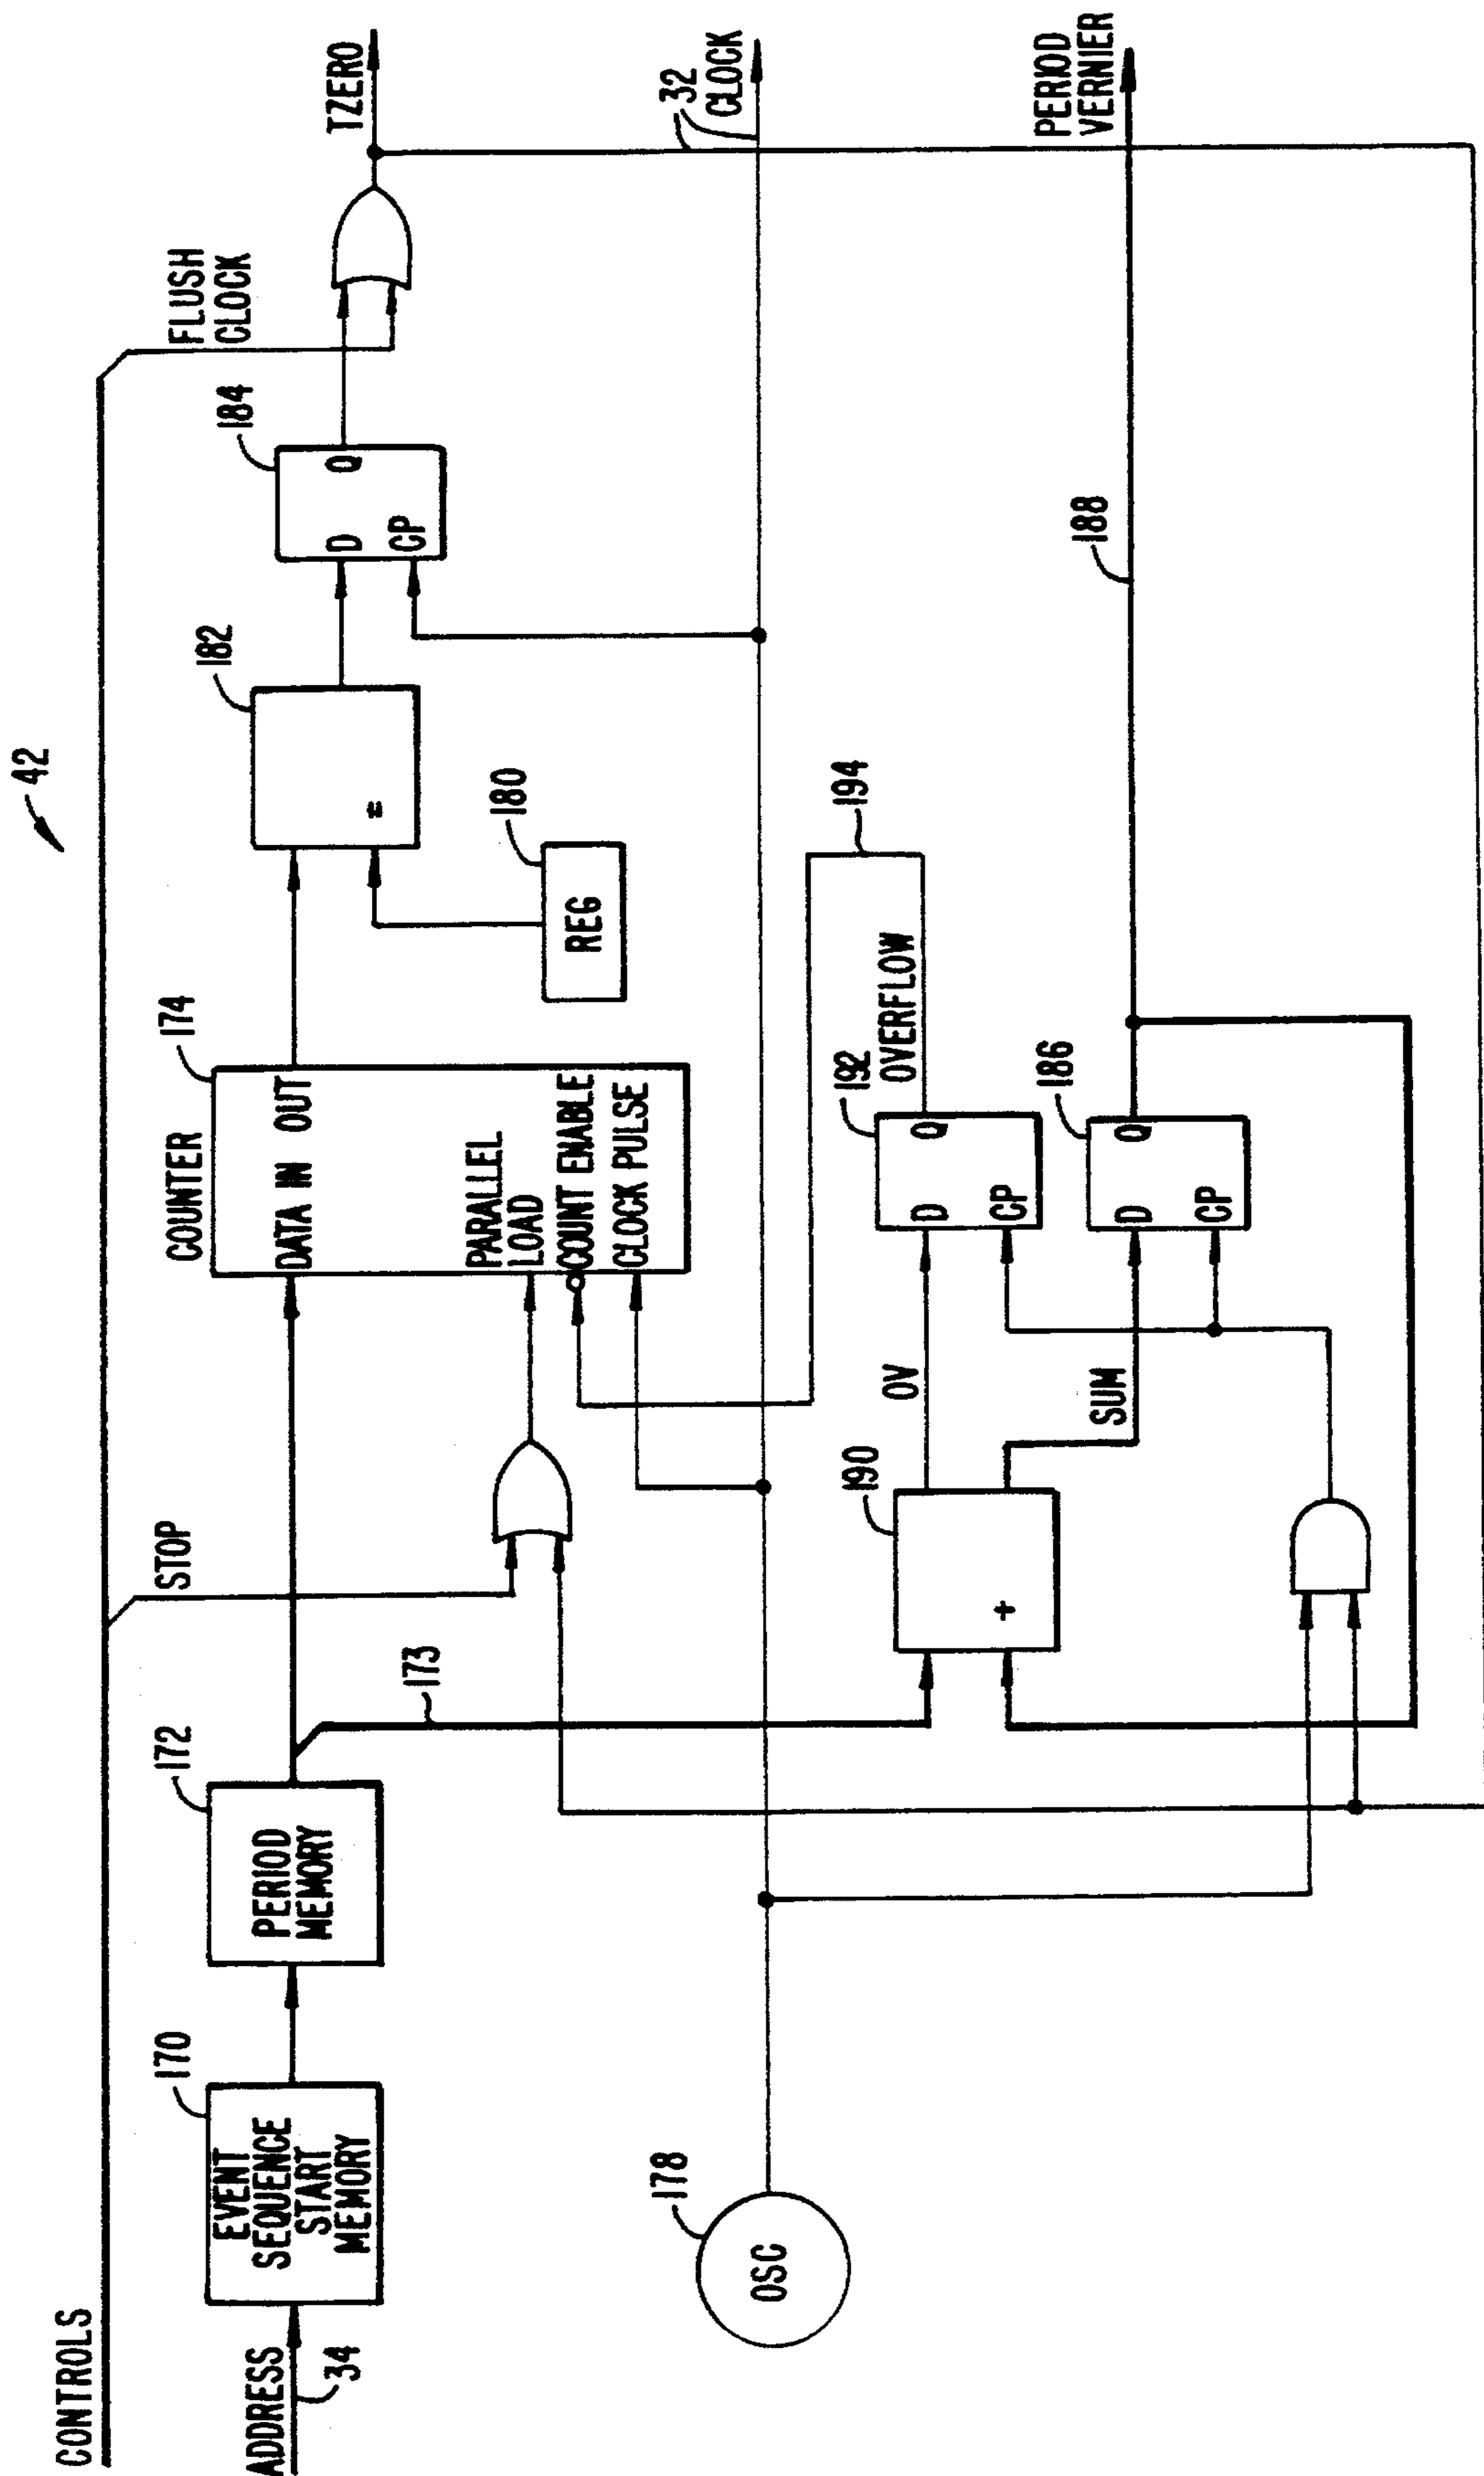 42
CONTROLS
STOP
FLUSH
CLOCK
TZERO
ADDRESS
34
170
EVENT
SEQUENCE
START
MEMORY
172
PERIOD
MEMORY
173
COUNTER
174
DATA IN OUT
PARALLEL
LOAD
COUNT ENABLE
CLOCK PULSE
182
=
180
REG
184
D Q
CP
32
CLOCK
178
OSC
194
190
+
OV
SUM
192
OVERFLOW
D Q
CP
186
D Q
CP
188
PERIOD
VERNIER